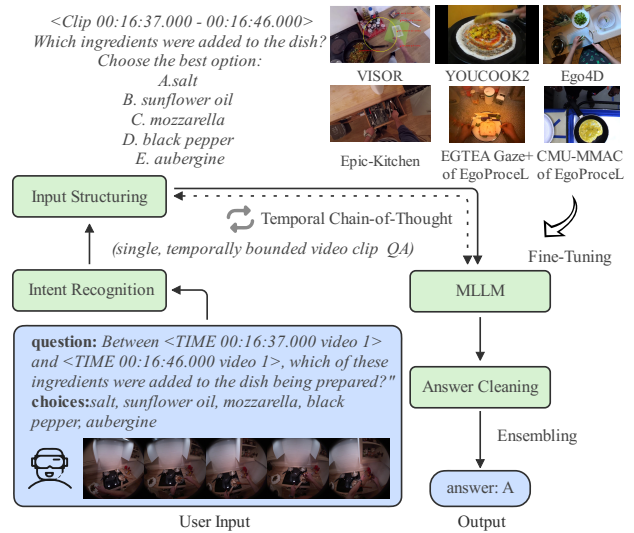 <Clip 00:16:37.000 - 00:16:46.000>
Which ingredients were added to the dish?
Choose the best option:
A.salt
B. sunflower oil
C. mozzarella
D. black pepper
E. aubergine
VISOR
YOUCOOK2
Ego4D
Epic-Kitchen
EGTEA Gaze+
of EgoProceL
CMU-MMAC
of EgoProceL
Input Structuring
Temporal Chain-of-Thought
(single, temporally bounded video clip QA)
Fine-Tuning
Intent Recognition
MLLM
question: Between <TIME 00:16:37.000 video 1>
and <TIME 00:16:46.000 video 1>, which of these
ingredients were added to the dish being prepared?"
choices:salt, sunflower oil, mozzarella, black
pepper, aubergine
Answer Cleaning
Ensembling
answer: A
User Input
Output